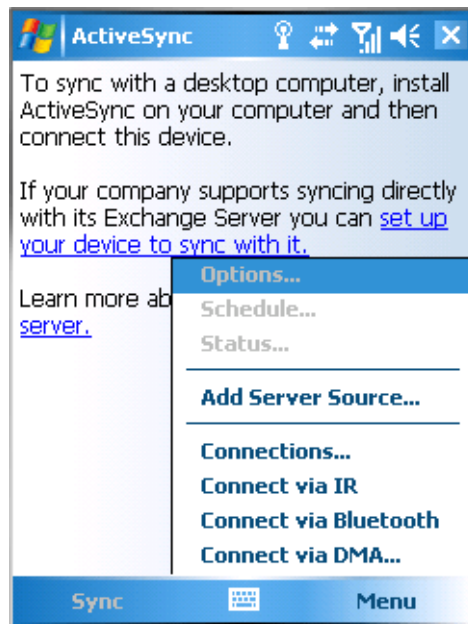 ActiveSync
To sync with a desktop computer, install
ActiveSync on your computer and then
connect this device.
If your company supports syncing directly
with its Exchange Server you can set up
your device to sync with it.
Learn more ab
server.
Options...
Schedule...
Status...
Add Server Source...
Connections...
Connect via IR
Connect via Bluetooth
Connect via DMA...
Sync
Menu